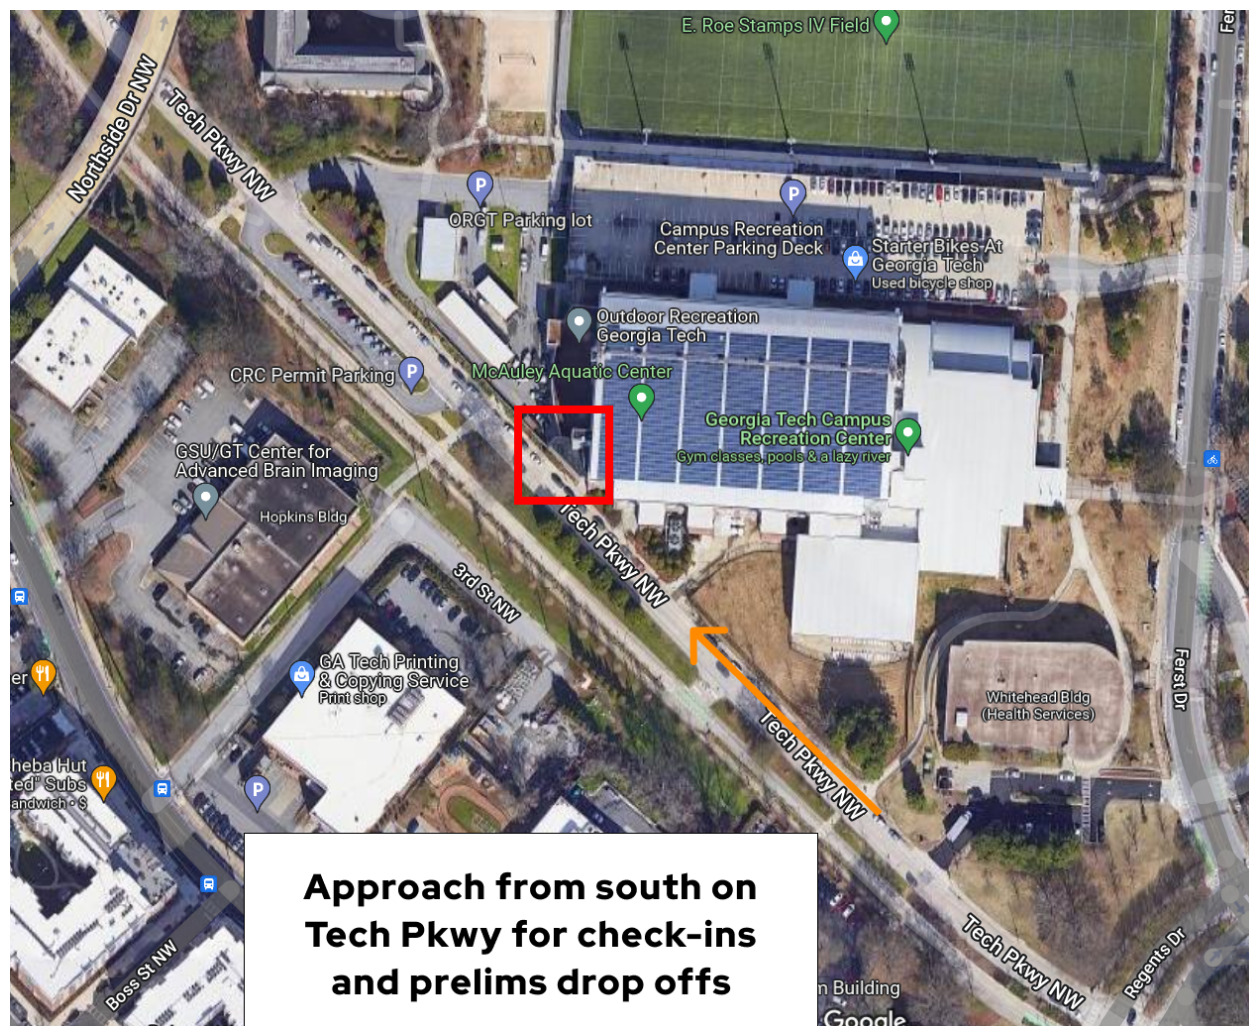 E. Roe Stamps IV Field
Northside Dr NW
Tech Pkwy NW
P
ORGT Parking lot
P
Campus Recreation
Center Parking Deck
Starter Bikes At
Georgia Tech
Used bicycle shop
Outdoor Recreation
Georgia Tech
McAuley Aquatic Center
CRC Permit Parking
P
Georgia Tech Campus
Recreation Center
Gym classes, pools & a lazy river
GSU/GT Center for
Advanced Brain Imaging
Hopkins Bldg
Tech Pkwy NW
3rd St NW
GA Tech Printing
& Copying Service
Print shop
Whitehead Bldg
(Health Services)
Ferst Dr
Tech Pkwy NW
heba Hut
ted" Subs
andwich • $
P
Approach from south on
Tech Pkwy for check-ins
and prelims drop offs
Boss St NW
Tech Pkwy NW
Regents Dr
Building
Google